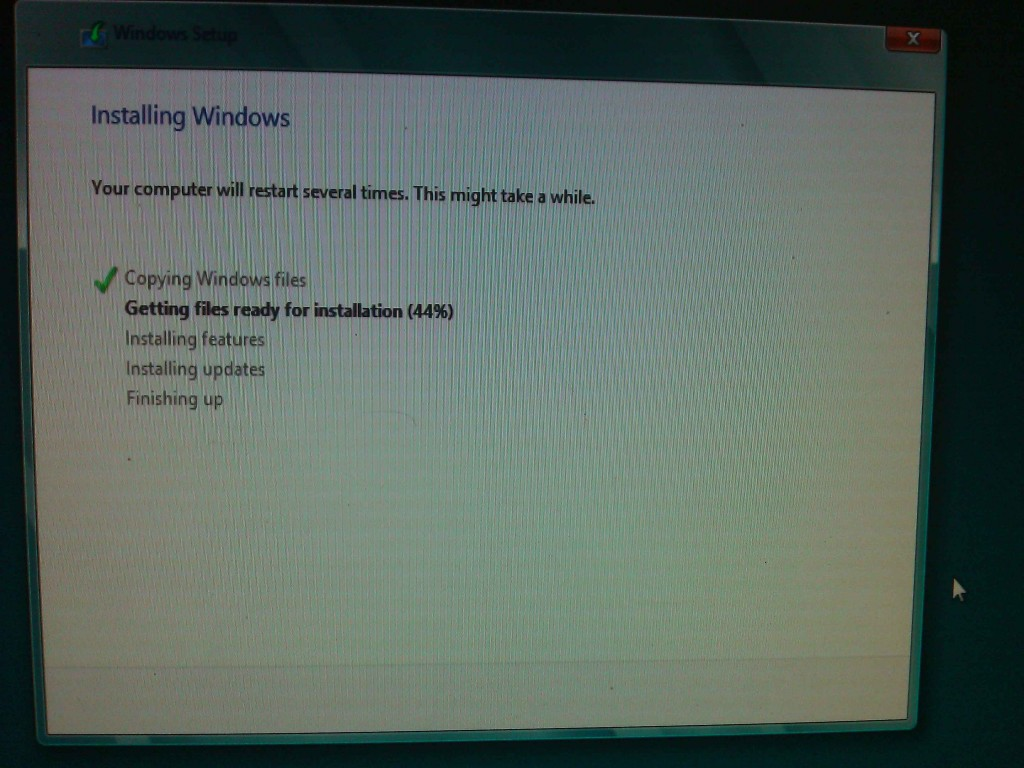 Windows Setup
Installing Windows
Your computer will restart several times. This might take a while.
Copying Windows files
Getting files ready for installation (44%)
Installing features
Installing updates
Finishing up